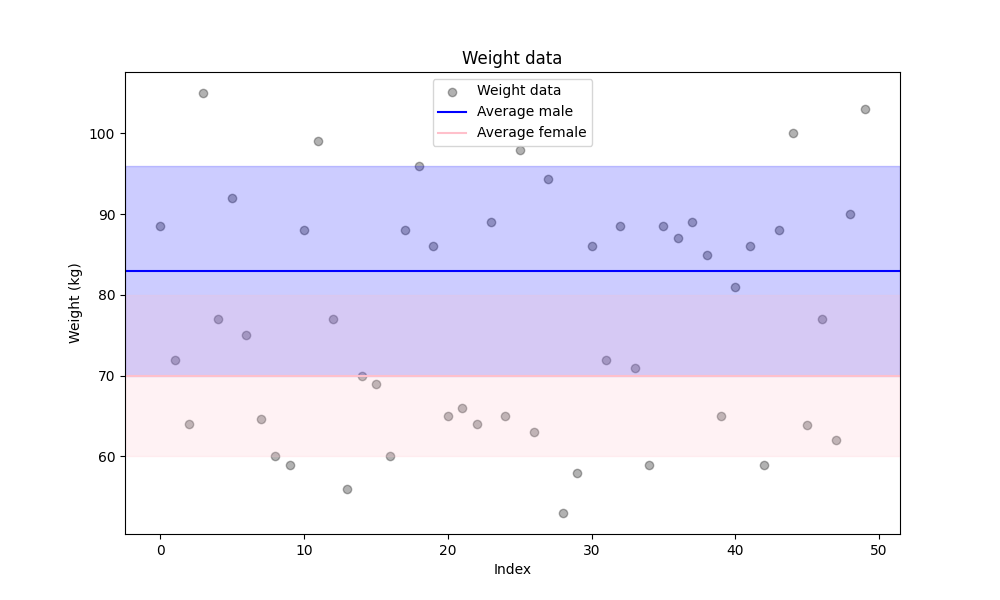 Weight data
Weight data
Average male
Average female
100
90
80
70
60
Weight (kg)
0 10 20 30 40 50
Index